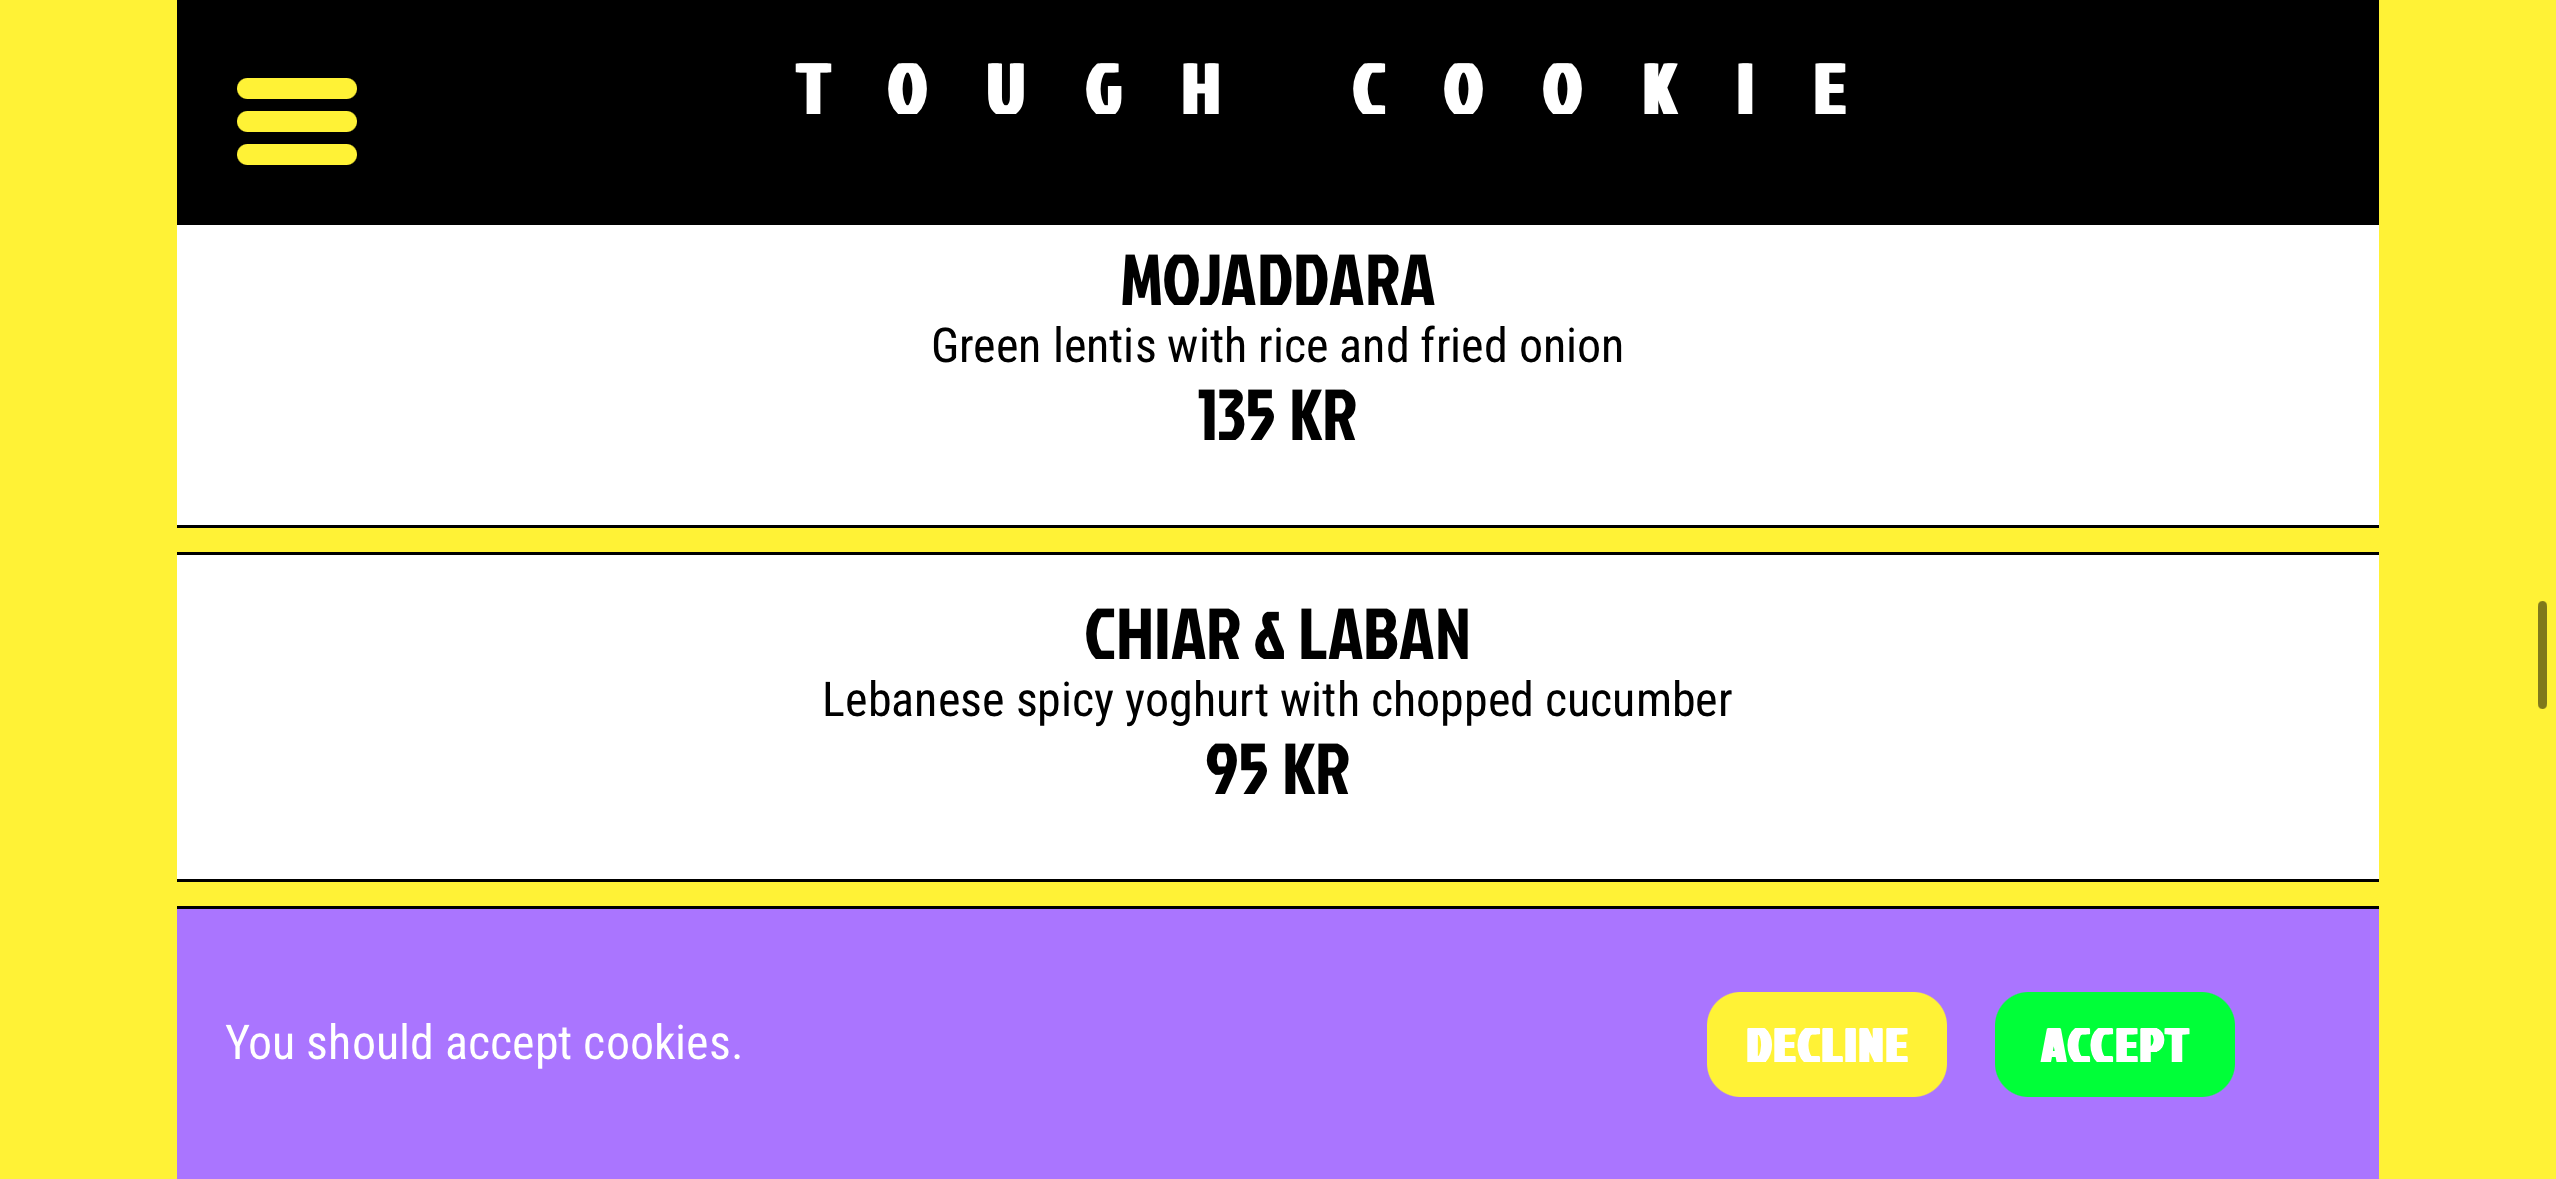 TOUGH COOKIE
MOJADDARA
Green lentis with rice and fried onion
135 KR
CHIAR & LABAN
Lebanese spicy yoghurt with chopped cucumber
95 KR
You should accept cookies.
DECLINE
ACCEPT